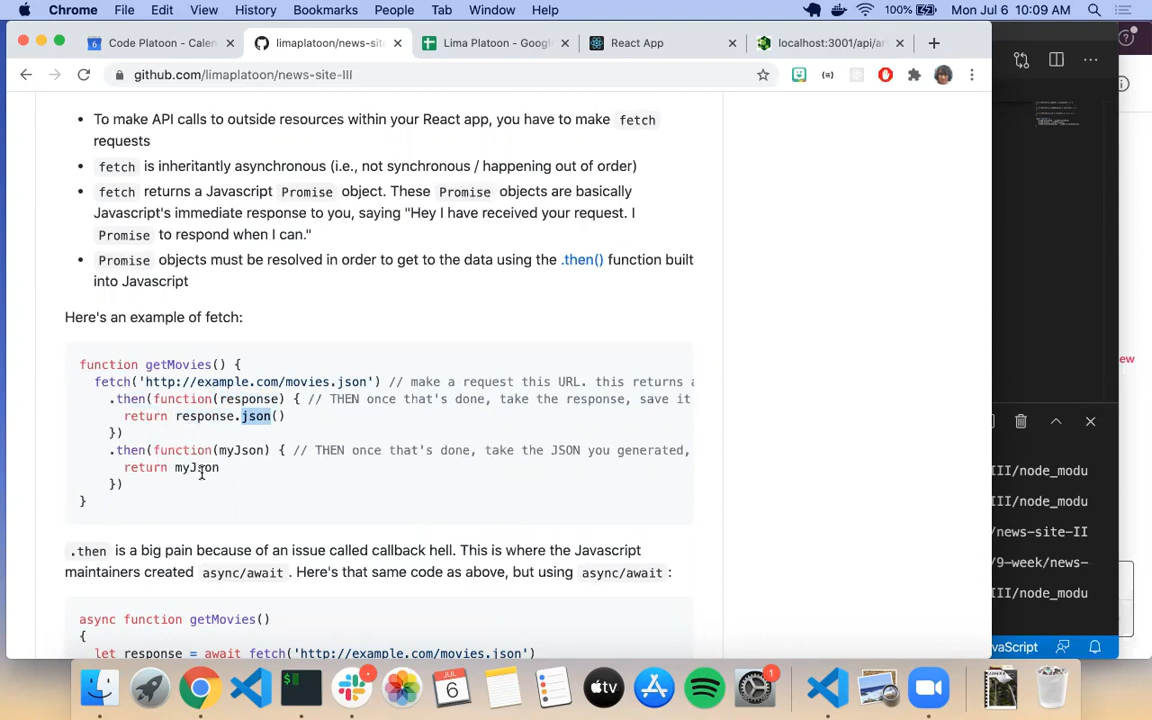 Chrome File Edit View History Bookmarks People Tab Window Help 100% Mon Jul 6 10:09 AM
Code Platoon - Calen
limaplatoon/news-sit
Lima Platoon - Goog
React App
localhost:3001/api/ar
github.com/limaplatoon/news-site-III
To make API calls to outside resources within your React app, you have to make fetch
requests
fetch is inheritantly asynchronous (i.e., not synchronous / happening out of order)
fetch returns a Javascript Promise object. These Promise objects are basically
Javascript's immediate response to you, saying "Hey I have received your request. I
Promise to respond when I can."
Promise objects must be resolved in order to get to the data using the .then() function built
into Javascript
Here's an example of fetch:
function getMovies() {
fetch('http://example.com/movies.json') // make a request this URL. this returns a
.then(function(response) { // THEN once that's done, take the response, save it
return response.json()
})
.then(function(myJson) { // THEN once that's done, take the JSON you generated,
return myJson
})
}
.then is a big pain because of an issue called callback hell. This is where the Javascript
maintainers created async/await. Here's that same code as above, but using async/await:
async function getMovies()
{
let response = await fetch('http://example.com/movies.json')
ew
III/node_modu
III/node_modu
/news-site-II
/9-week/news-
III/node_modu
vaScript
JUL
6
1
tv
$